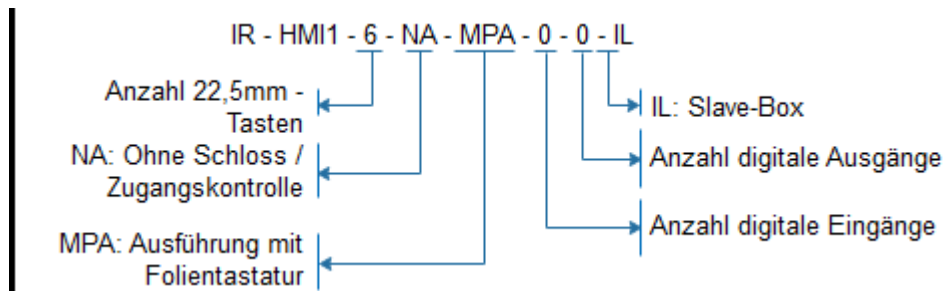 IR - HMI1 - 6 - NA - MPA - 0 - 0 - IL
Anzahl 22,5mm -
Tasten
NA: Ohne Schloss /
Zugangskontrolle
MPA: Ausführung mit
Folientastatur
IL: Slave-Box
Anzahl digitale Ausgänge
Anzahl digitale Eingänge